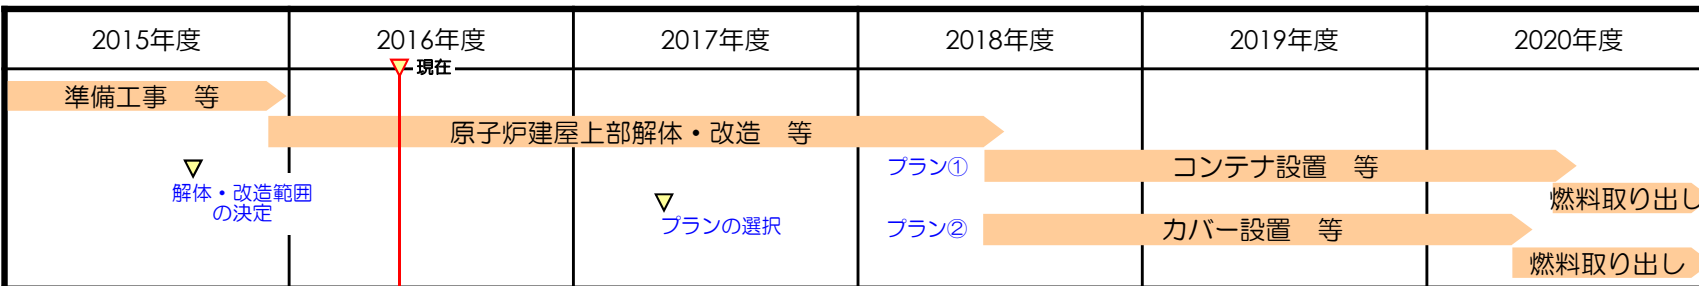 2015年度
2016年度
2017年度
2018年度
2019年度
2020年度
現在
準備工事　等
原子炉建屋上部解体・改造　等
解体・改造範囲
の決定
プランの選択
プラン①
コンテナ設置　等
燃料取り出し
プラン②
カバー設置　等
燃料取り出し